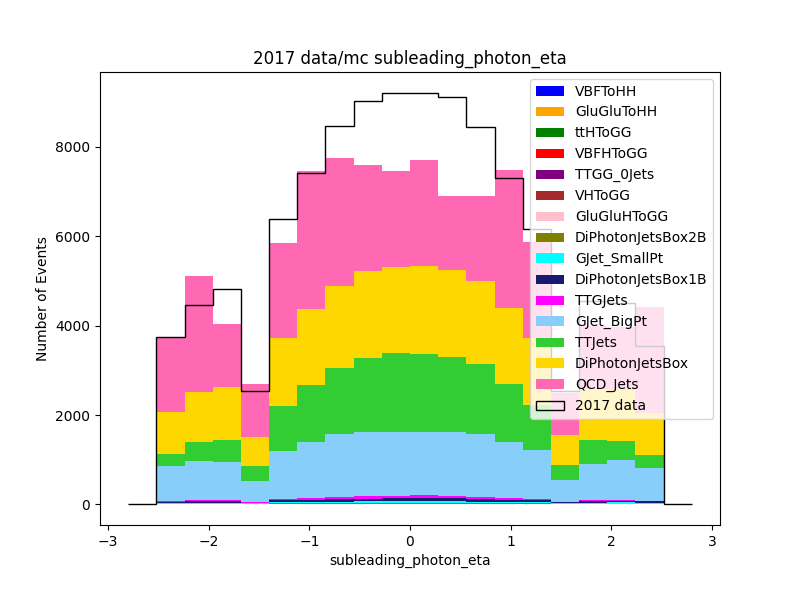 2017 data/mc subleading_photon_eta
Number of Events
8000
6000
4000
2000
0
−3
−2
−1
0
1
2
3
subleading_photon_eta
VBFToHH
GluGluToHH
ttHToGG
VBFHToGG
TTGG_0Jets
VHToGG
GluGluHToGG
DiPhotonJetsBox2B
GJet_SmallPt
DiPhotonJetsBox1B
TTGJets
GJet_BigPt
TTJets
DiPhotonJetsBox
QCD_Jets
2017 data